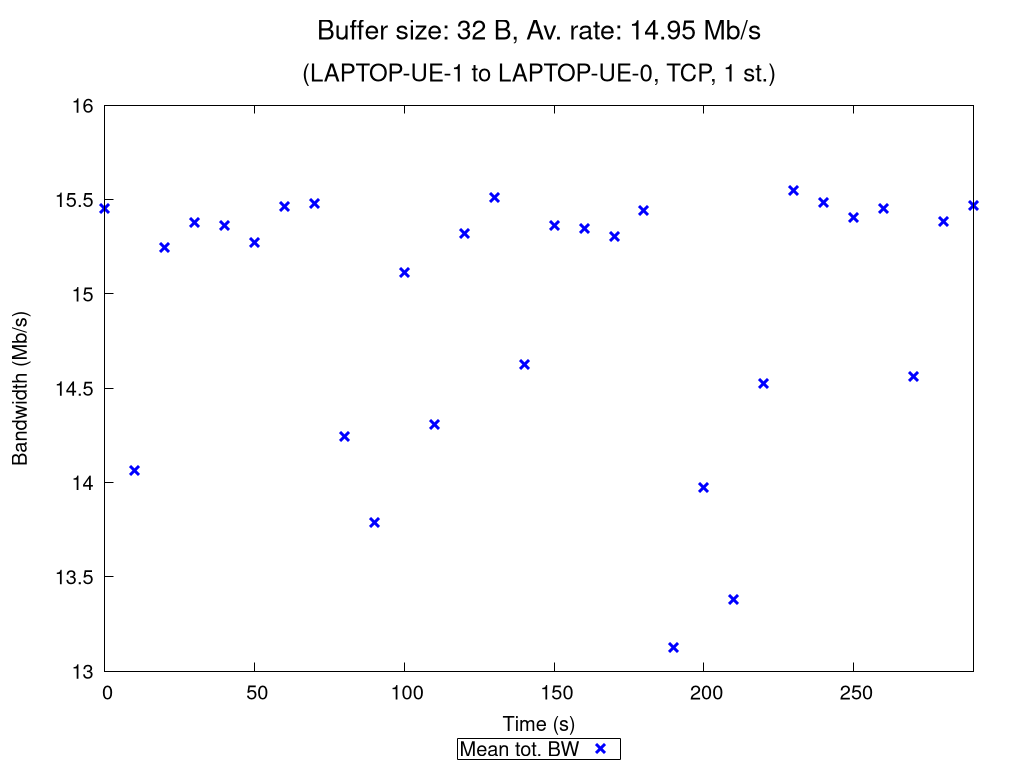 Buffer size: 32 B, Av. rate: 14.95 Mb/s
(LAPTOP-UE-1 to LAPTOP-UE-0, TCP, 1 st.)
16
15.5
15
14.5
14
13.5
13
Bandwidth (Mb/s)
0 50 100 150 200 250
Time (s)
Mean tot. BW